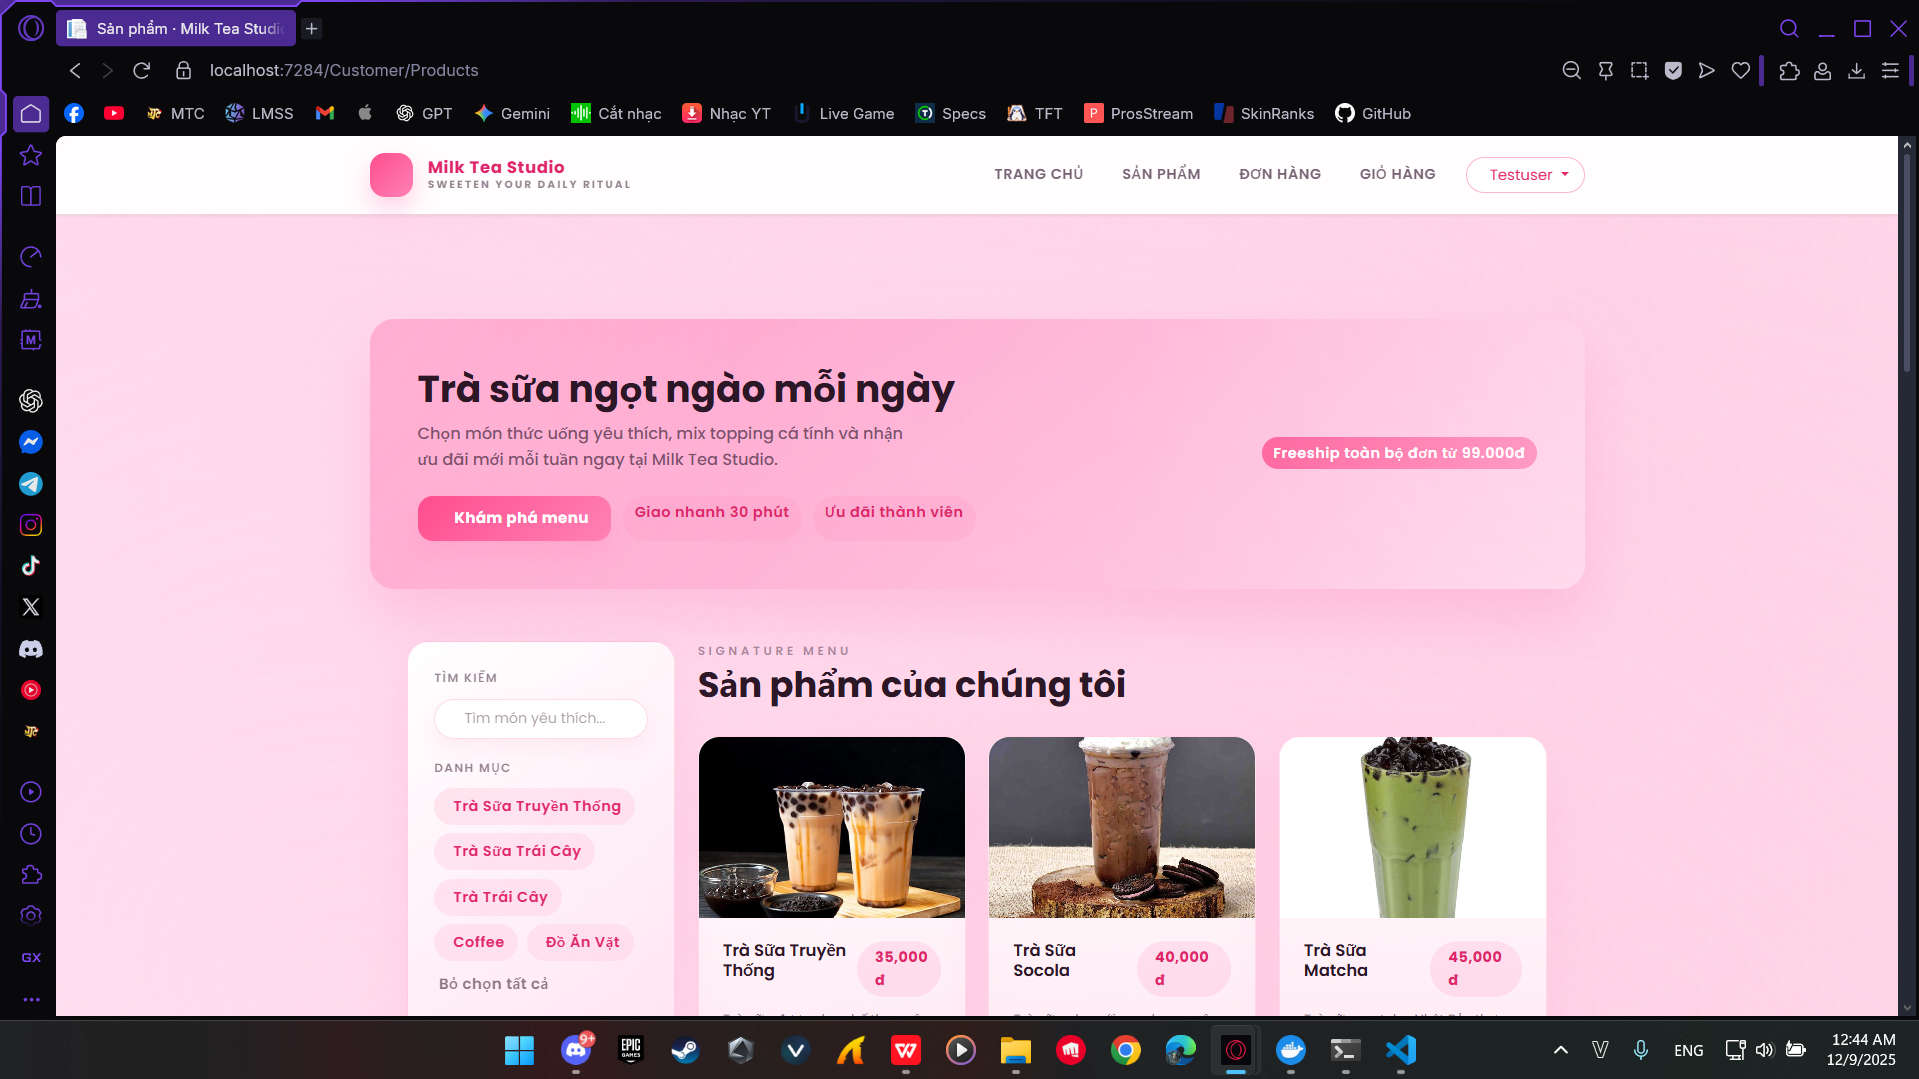 Sản phẩm · Milk Tea Studi
localhost:7284/Customer/Products
MTC
LMSS
GPT
Gemini
Cắt nhạc
Nhạc YT
Live Game
Specs
TFT
ProsStream
SkinRanks
GitHub
Milk Tea Studio
SWEETEN YOUR DAILY RITUAL
TRANG CHỦ
SẢN PHẨM
ĐƠN HÀNG
GIỎ HÀNG
Testuser
Trà sữa ngọt ngào mỗi ngày
Chọn món thức uống yêu thích, mix topping cá tính và nhận
ưu đãi mới mỗi tuần ngay tại Milk Tea Studio.
Freeship toàn bộ đơn từ 99.000đ
Khám phá menu
Giao nhanh 30 phút
Ưu đãi thành viên
TÌM KIẾM
Tìm món yêu thích...
DANH MỤC
Trà Sữa Truyền Thống
Trà Sữa Trái Cây
Trà Trái Cây
Coffee
Đồ Ăn Vặt
Bỏ chọn tất cả
SIGNATURE MENU
Sản phẩm của chúng tôi
Trà Sữa Truyền
Thống
35,000
đ
Trà Sữa
Socola
40,000
đ
Trà Sữa
Matcha
45,000
đ
GX
9+
EPIC
GAMES
ENG
12:44 AM
12/9/2025